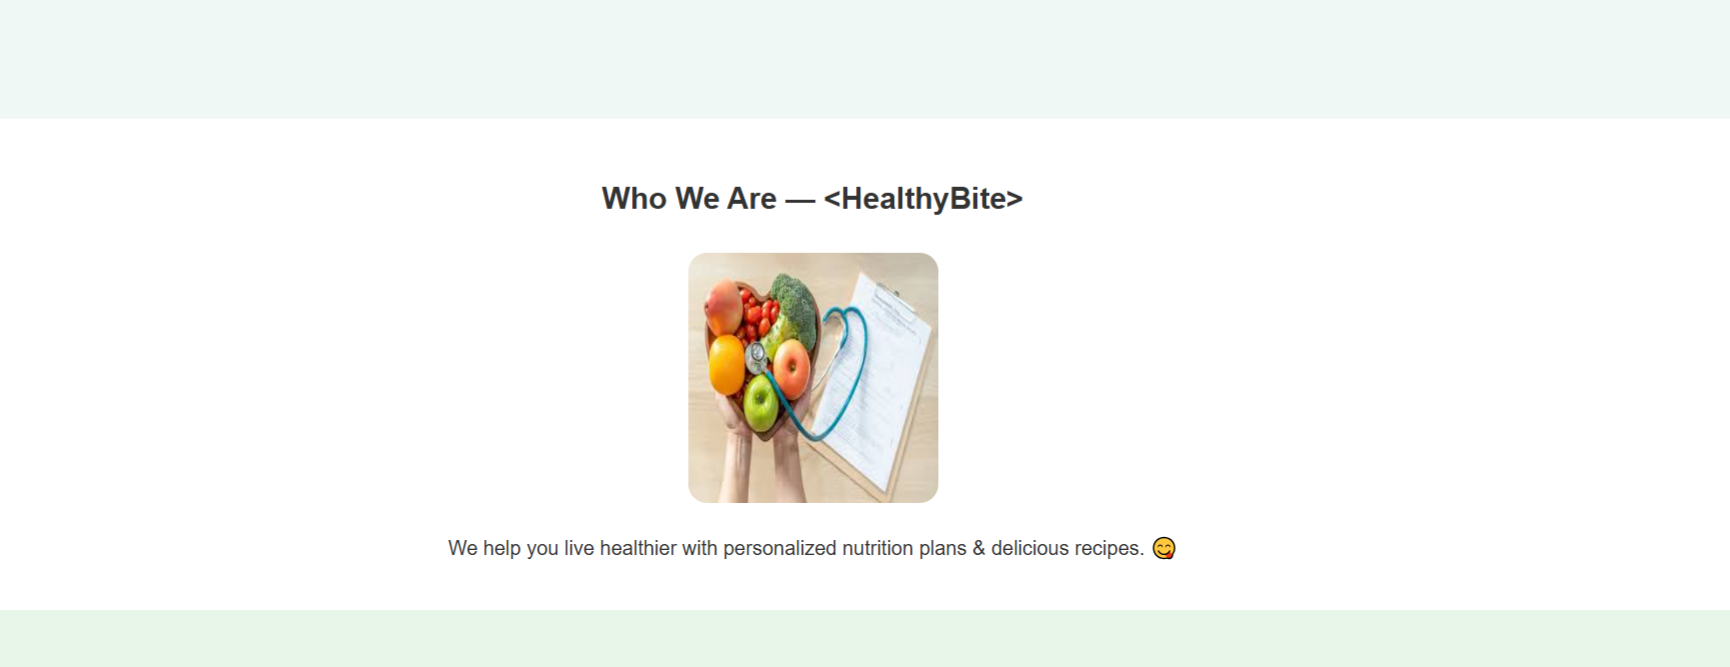 Who We Are — <HealthyBite>
We help you live healthier with personalized nutrition plans & delicious recipes. 😋